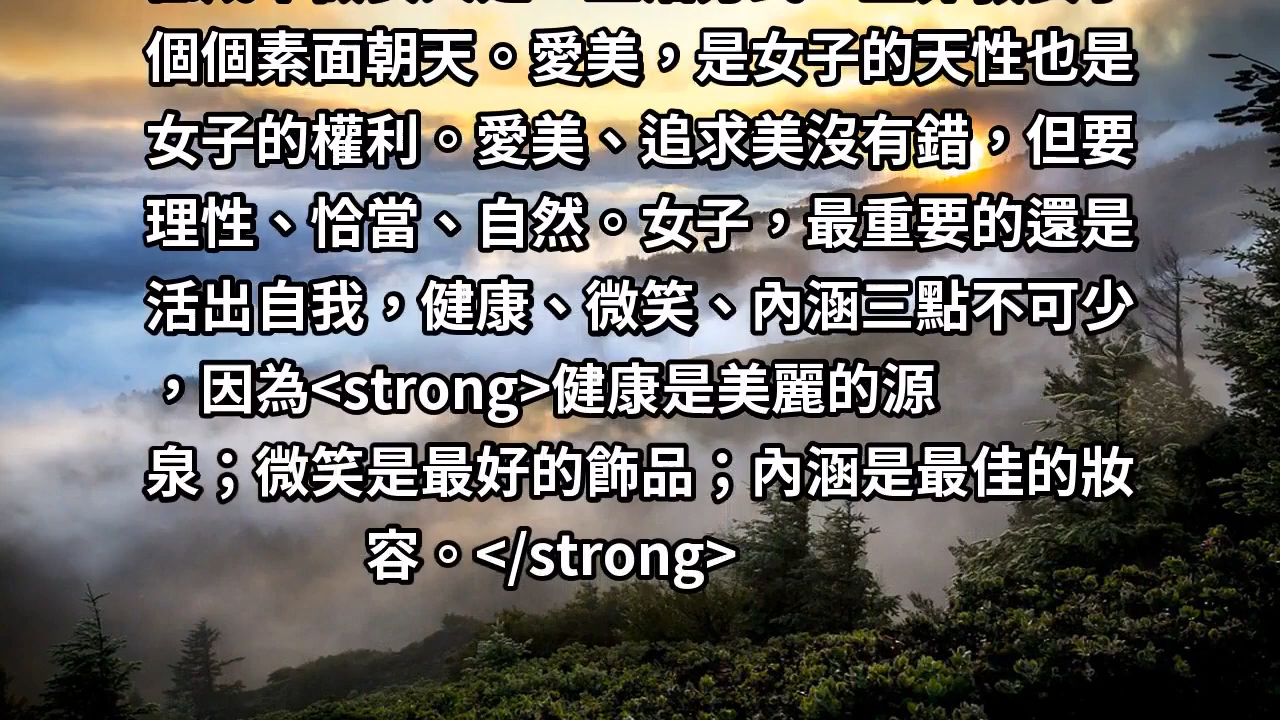 個個素面朝天。愛美，是女子的天性也是
女子的權利。愛美、追求美沒有錯，但要
理性、恰當、自然。女子，最重要的還是
活出自我，健康、微笑、內涵三點不可少
，因為<strong>健康是美麗的源
泉；微笑是最好的飾品；內涵是最佳的妝
容。</strong>